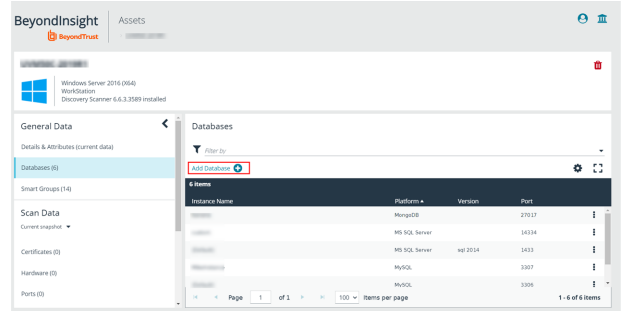 BeyondInsight
Assets
BeyondTrust
Windows Server 2016 (X64)
WorkStation
Discovery Scanner 6.6.3.3589 installed
General Data
Details & Attributes (current data)
Databases (6)
Smart Groups (14)
Scan Data
Current snapshot
Certificates (0)
Hardware (0)
Ports (0)
Databases
Filter by
Add Database
6 items
Instance Name Platform Version Port
MongoDB 27017
MS SQL Server 14334
MS SQL Server sql 2014 1433
MySQL 3307
MySQL 3306
Page 1 of 1 100 Items per page 1 - 6 of 6 items